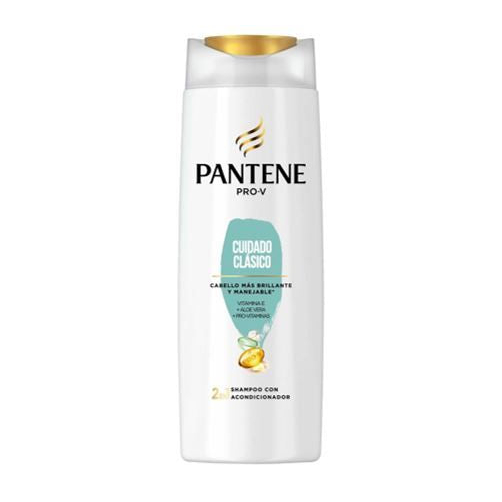 PANTENE
PRO-V
CUIDADO
CLÁSICO
CABELLO MÁS BRILLANTE
Y MANEJABLE*
VITAMINA E
+ ALOE VERA
+ PRO-VITAMINAS
2en1 SHAMPOO CON
ACONDICIONADOR